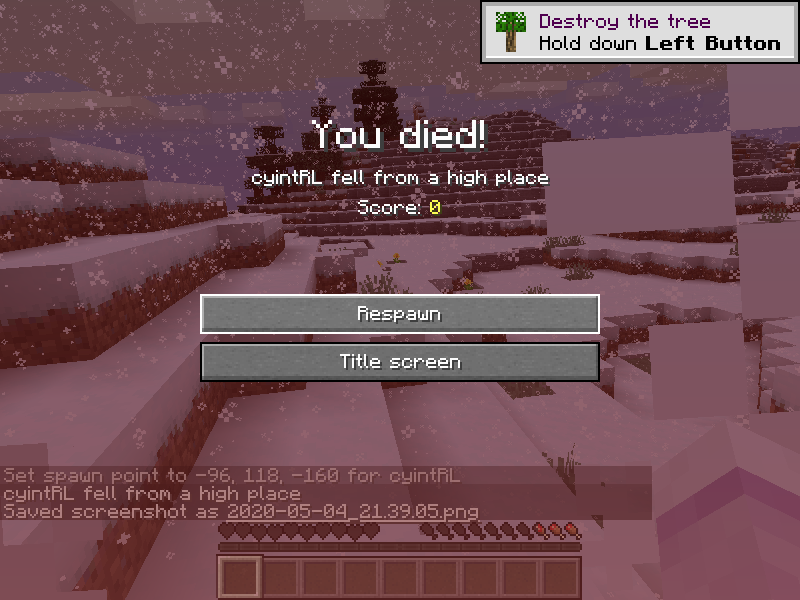 Destroy the tree
Hold down Left Button
You died!
cyintRL fell from a high place
Score: 0
Respawn
Title screen
Set spawn point to -96, 118, -160 for cyintRL
cyintRL fell from a high place
Saved screenshot as 2020-05-04_21.39.05.png